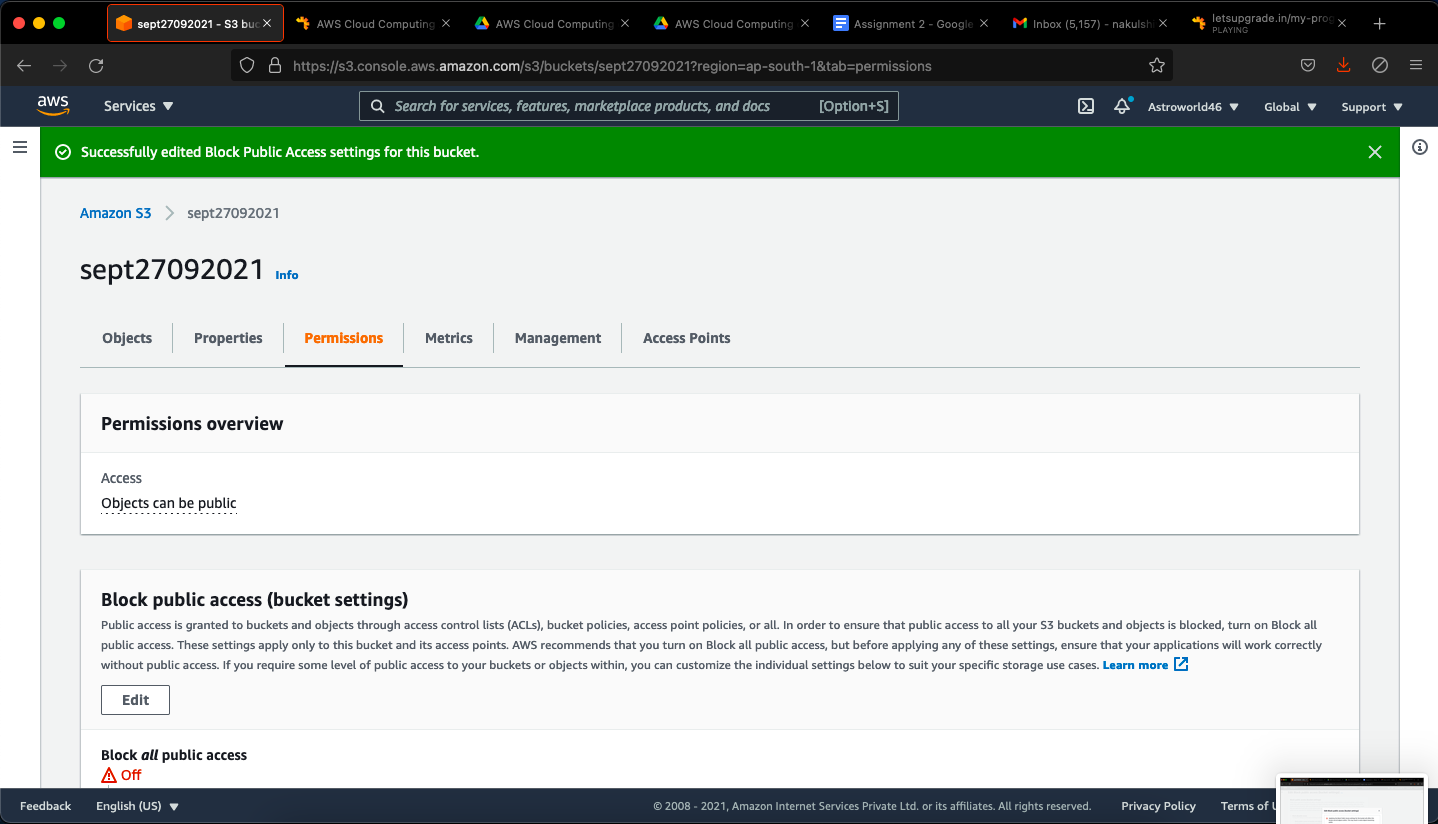 sept27092021 - S3 buc
AWS Cloud Computing
AWS Cloud Computing
AWS Cloud Computing
Assignment 2 - Google
Inbox (5,157) - nakulsh
letsupgrade.in/my-prog
PLAYING
https://s3.console.aws.amazon.com/s3/buckets/sept27092021?region=ap-south-1&tab=permissions
aws
Services
Search for services, features, marketplace products, and docs
[Option+S]
Astroworld46
Global
Support
Successfully edited Block Public Access settings for this bucket.
Amazon S3
sept27092021
sept27092021 Info
Objects
Properties
Permissions
Metrics
Management
Access Points
Permissions overview
Access
Objects can be public
Block public access (bucket settings)
Public access is granted to buckets and objects through access control lists (ACLs), bucket policies, access point policies, or all. In order to ensure that public access to all your S3 buckets and objects is blocked, turn on Block all
public access. These settings apply only to this bucket and its access points. AWS recommends that you turn on Block all public access, but before applying any of these settings, ensure that your applications will work correctly
without public access. If you require some level of public access to your buckets or objects within, you can customize the individual settings below to suit your specific storage use cases. Learn more
Edit
Block all public access
Off
Feedback
English (US)
© 2008 - 2021, Amazon Internet Services Private Ltd. or its affiliates. All rights reserved.
Privacy Policy
Terms of